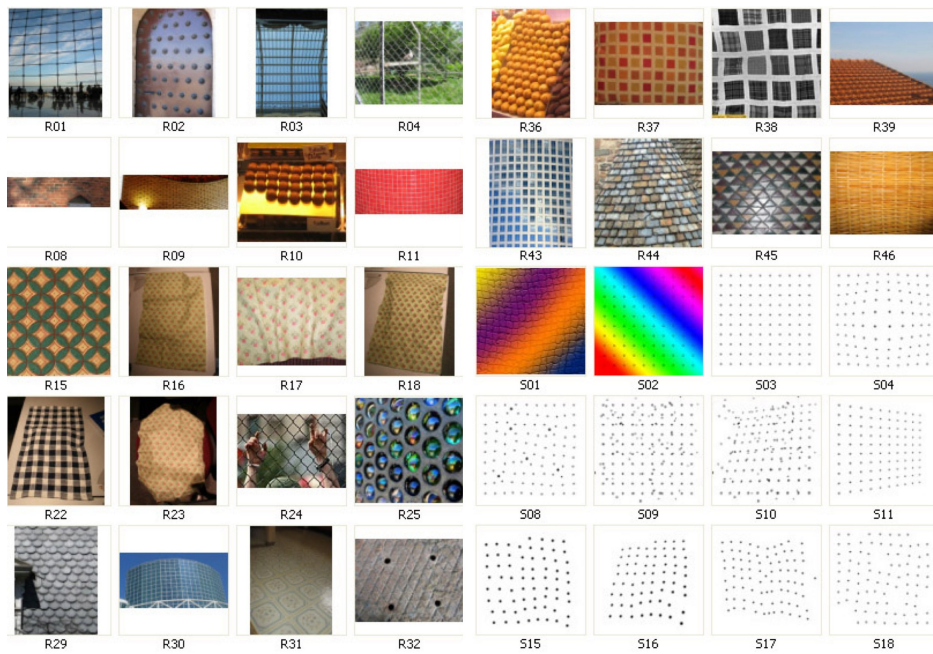 R01 R02 R03 R04 R36 R37 R38 R39
R08 R09 R10 R11 R43 R44 R45 R46
R15 R16 R17 R18 S01 S02 S03 S04
R22 R23 R24 R25 S08 S09 S10 S11
R29 R30 R31 R32 S15 S16 S17 S18